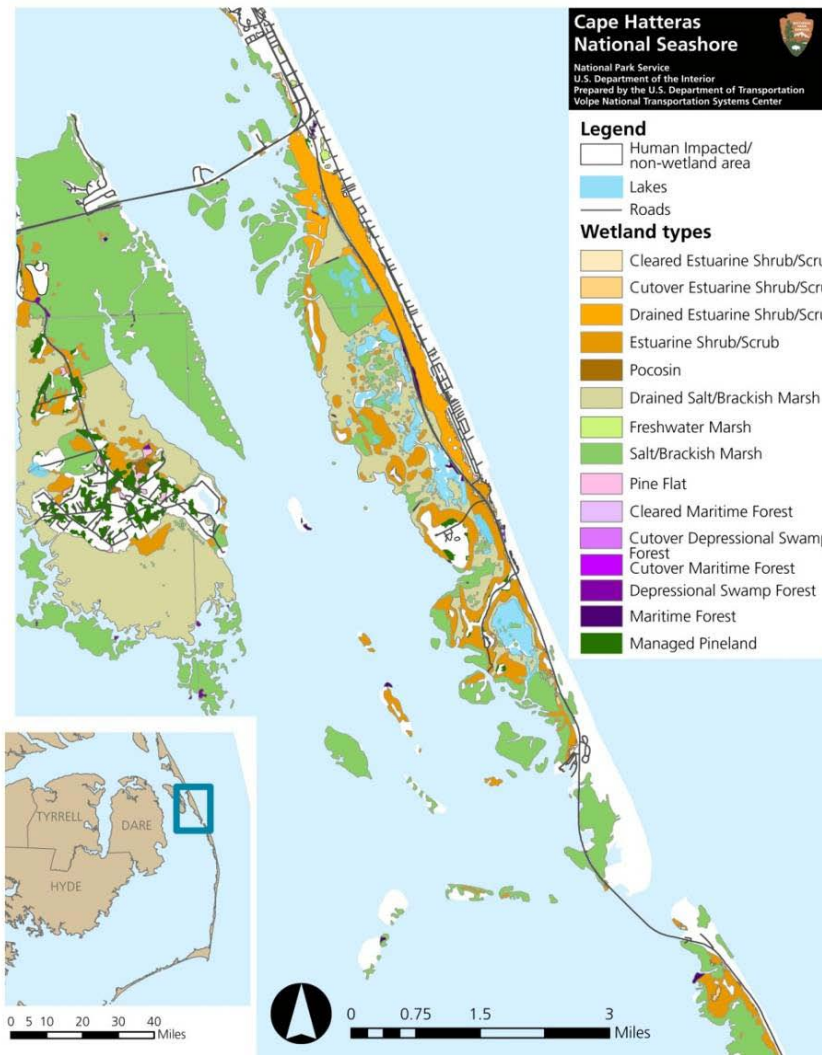 Cape Hatteras
National Seashore
National Park Service
U.S. Department of the Interior
Prepared by the U.S. Department of Transportation
Volpe National Transportation Systems Center
Legend
Human Impacted/
non-wetland area
Lakes
Roads
Wetland types
Cleared Estuarine Shrub/Scru
Cutover Estuarine Shrub/Scru
Drained Estuarine Shrub/Scru
Estuarine Shrub/Scrub
Pocosin
Drained Salt/Brackish Marsh
Freshwater Marsh
Salt/Brackish Marsh
Pine Flat
Cleared Maritime Forest
Cutover Depressional Swamp
Forest
Cutover Maritime Forest
Depressional Swamp Forest
Maritime Forest
Managed Pineland
TYRRELL
DARE
HYDE
0 5 10 20 30 40
Miles
0 0.75 1.5 3
Miles